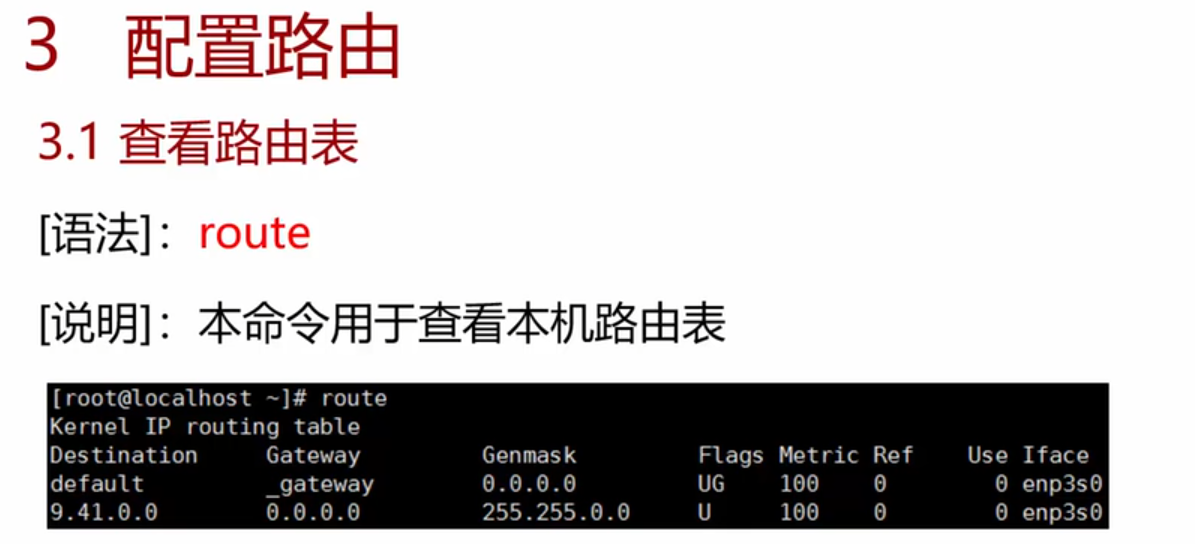 3 配置路由
3.1 查看路由表
[语法]：route
[说明]：本命令用于查看本机路由表
[root@localhost ~]# route
Kernel IP routing table
Destination Gateway Genmask Flags Metric Ref Use Iface
default _gateway 0.0.0.0 UG 100 0 0 enp3s0
9.41.0.0 0.0.0.0 255.255.0.0 U 100 0 0 enp3s0